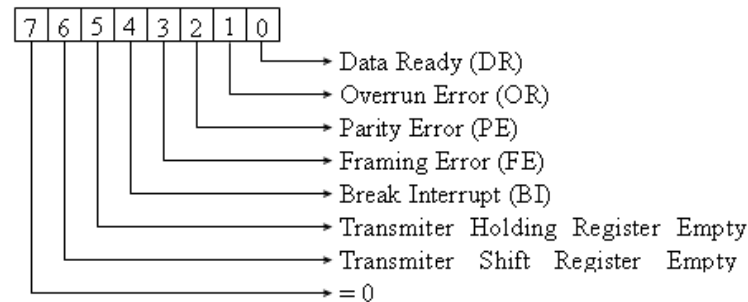 7 6 5 4 3 2 1 0
Data Ready (DR)
Overrun Error (OR)
Parity Error (PE)
Framing Error (FE)
Break Interrupt (BI)
Transmiter Holding Register Empty
Transmiter Shift Register Empty
= 0